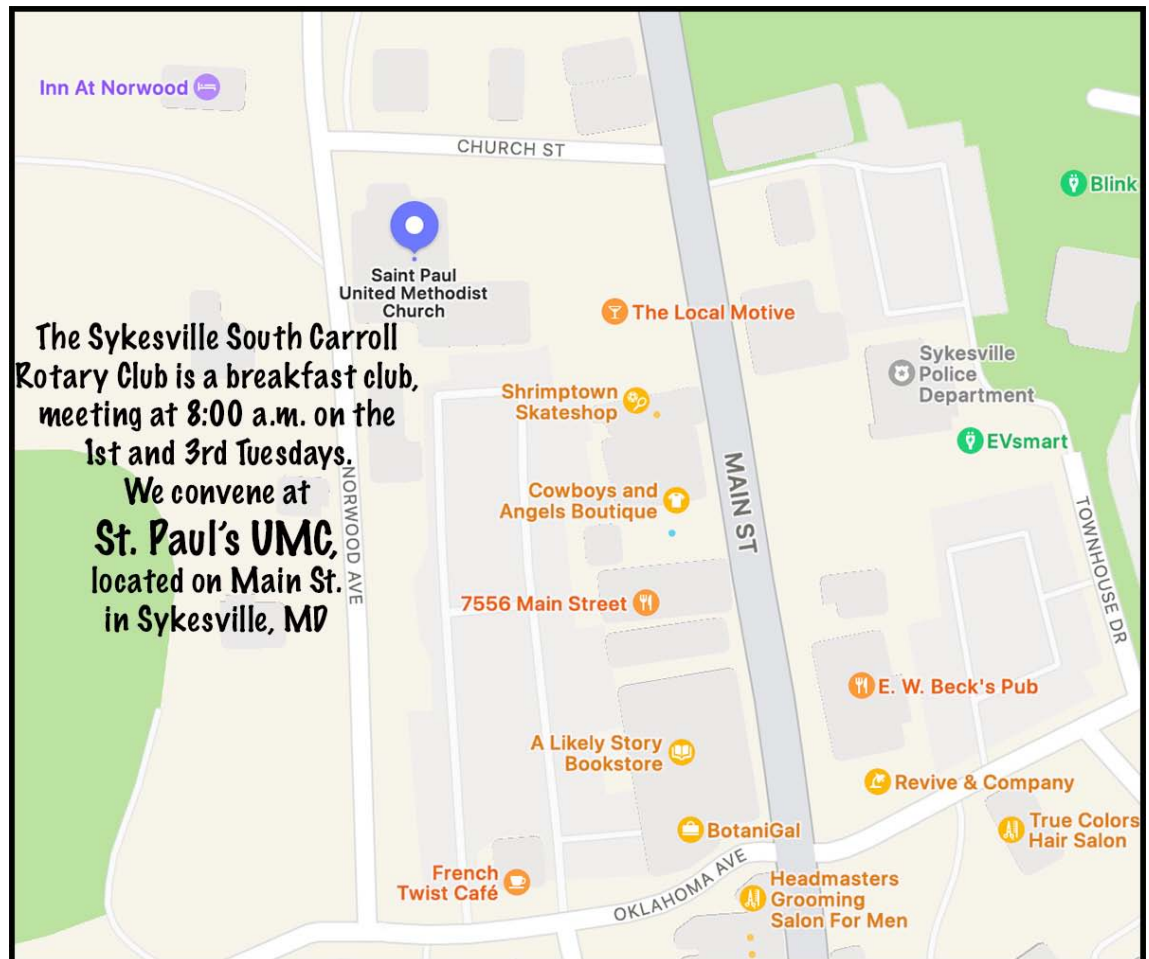 Inn At Norwood
CHURCH ST
Blink
Saint Paul
United Methodist
Church
The Local Motive
The Sykesville South Carroll
Rotary Club is a breakfast club,
meeting at 8:00 a.m. on the
1st and 3rd Tuesdays.
We convene at
St. Paul's UMC,
located on Main St.
in Sykesville, MD
Sykesville
Police
Department
Shrimptown
Skateshop
EVsmart
NORWOOD AVE
Cowboys and
Angels Boutique
MAIN ST
TOWNHOUSE DR
7556 Main Street
E. W. Beck's Pub
A Likely Story
Bookstore
Revive & Company
BotaniGal
True Colors
Hair Salon
French
Twist Café
OKLAHOMA AVE
Headmasters
Grooming
Salon For Men